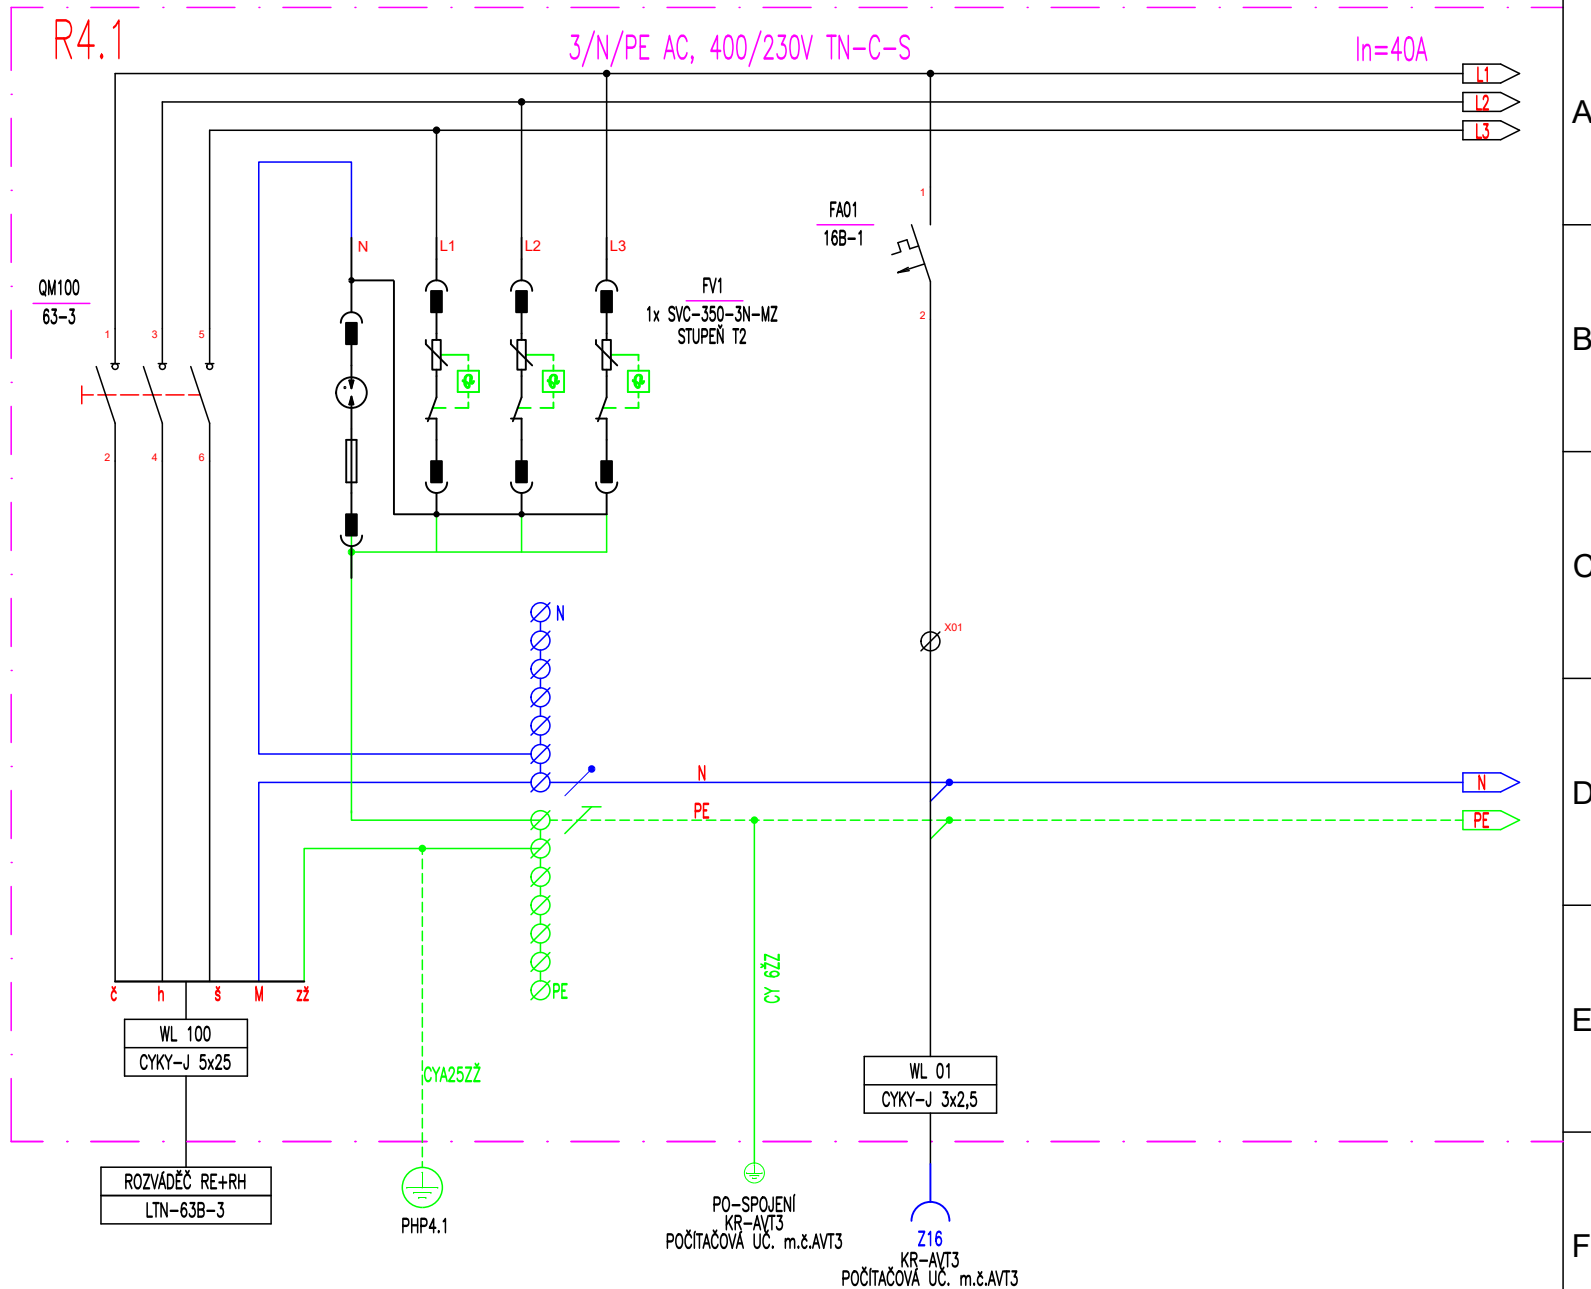 R4.1
3/N/PE AC, 400/230V TN-C-S
In=40A
L1
L2
L3
A
1
FA01
16B-1
2
N
L1
L2
L3
QM100
63-3
1
3
5
2
4
6
FV1
1x SVC-350-3N-MZ
STUPEŇ T2
ϑ
ϑ
ϑ
B
C
N
X01
N
N
D
PE
PE
PE
CY 6ŽZ
č
h
š
M
zž
WL 100
CYKY-J 5x25
CYA25ZŽ
WL 01
CYKY-J 3x2,5
E
ROZVÁDĚČ RE+RH
LTN-63B-3
PHP4.1
PO-SPOJENÍ
KR-AVT3
POČÍTAČOVÁ UČ. m.č.AVT3
Z16
KR-AVT3
POČÍTAČOVÁ UČ. m.č.AVT3
F